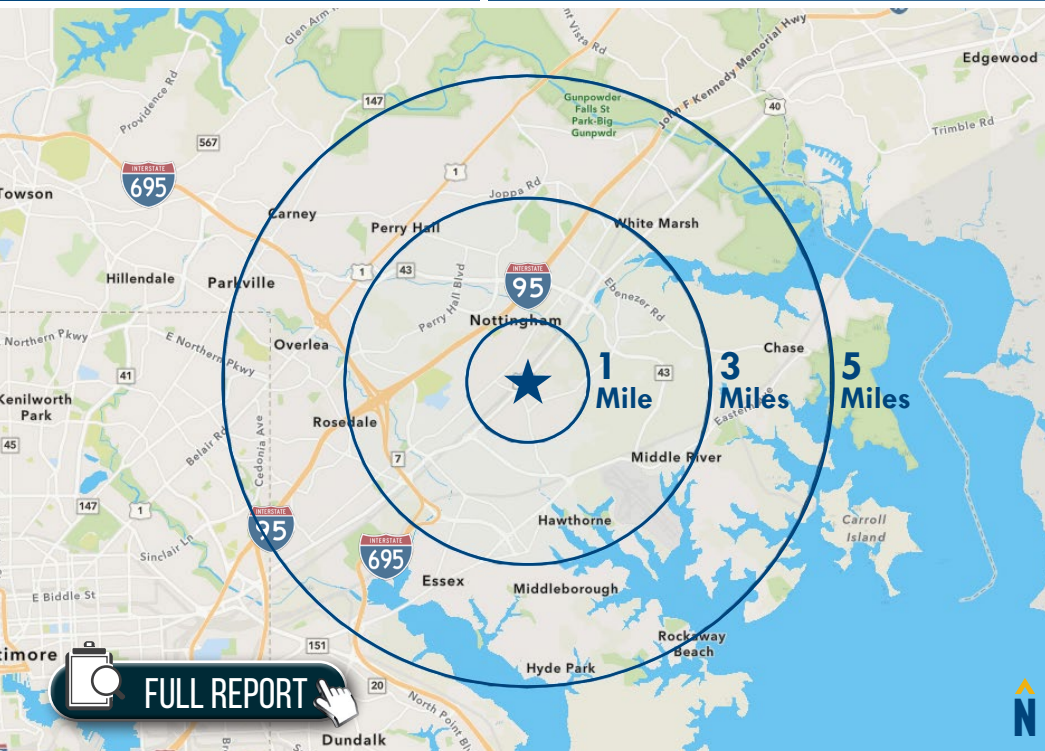 Glen Arm R
nt Vista Rd
John F Kennedy Memorial Hwy
Edgewood
Providence Rd
147
Gunpowder
Falls St
Park-Big
Gunpwdr
40
Trimble Rd
567
INTERSTATE
695
1
Towson
Joppa Rd
Carney
Perry Hall
White Marsh
Hillendale
Parkville
1
43
INTERSTATE
95
Perry Hall Blvd
Ebenezer Rd
Nottingham
Northern Pkwy
E Northern Pkwy
Overlea
Chase
41
1
Mile
43
3
Miles
5
Miles
Kenilworth
Park
Eastern
45
Rosedale
Belair Rd
Cedonia Ave
7
Middle River
147
1
INTERSTATE
95
Hawthorne
Carroll
Island
Sinclair Ln
INTERSTATE
695
Essex
Middleborough
E Biddle St
151
Rockaway
Beach
timore
Hyde Park
FULL REPORT
20
North Point Bl
Dundalk
N